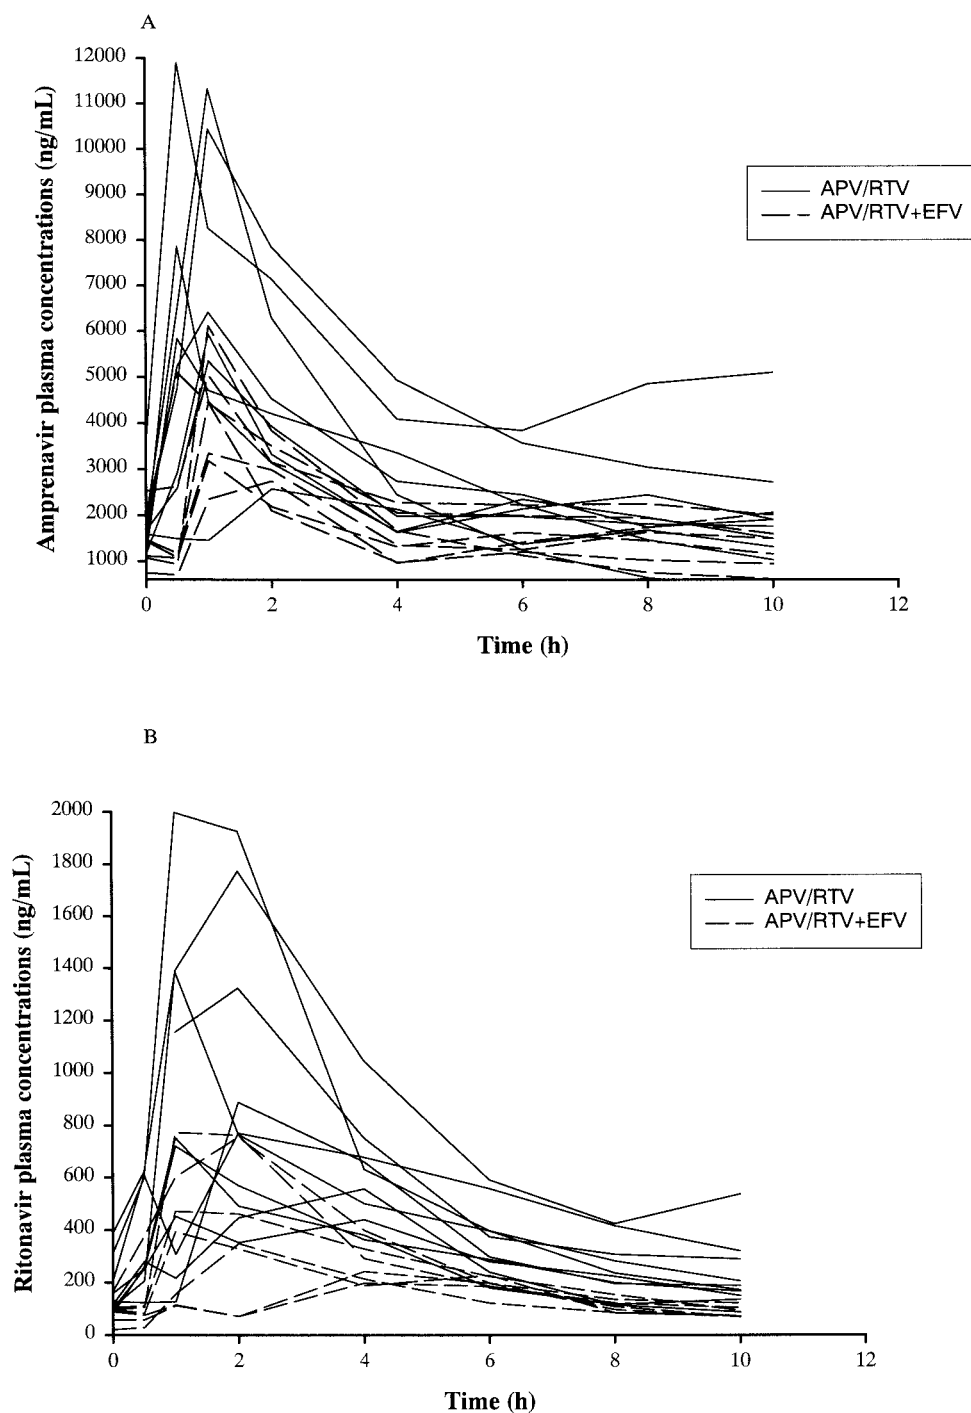 A
12000
11000
10000
9000
8000
7000
6000
5000
4000
3000
2000
1000
Amprenavir plasma concentrations (ng/mL)
APV/RTV
APV/RTV+EFV
0 2 4 6 8 10 12
Time (h)
B
2000
1800
1600
1400
1200
1000
800
600
400
200
0
Ritonavir plasma concentrations (ng/mL)
APV/RTV
APV/RTV+EFV
0 2 4 6 8 10 12
Time (h)